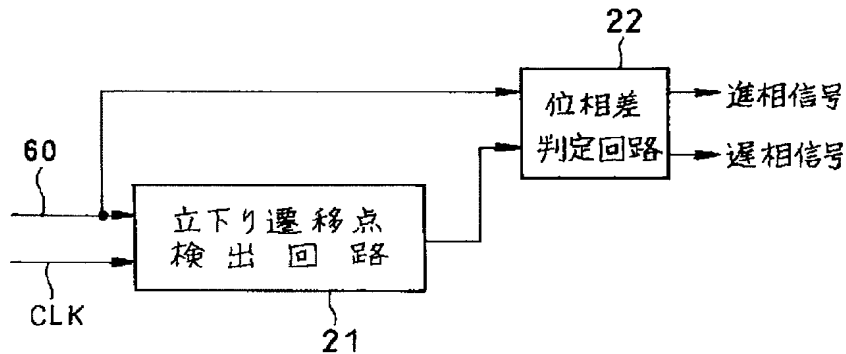 22
位相差
判定回路
進相信号
遅相信号
60
立下り遷移点
検出回路
CLK
21